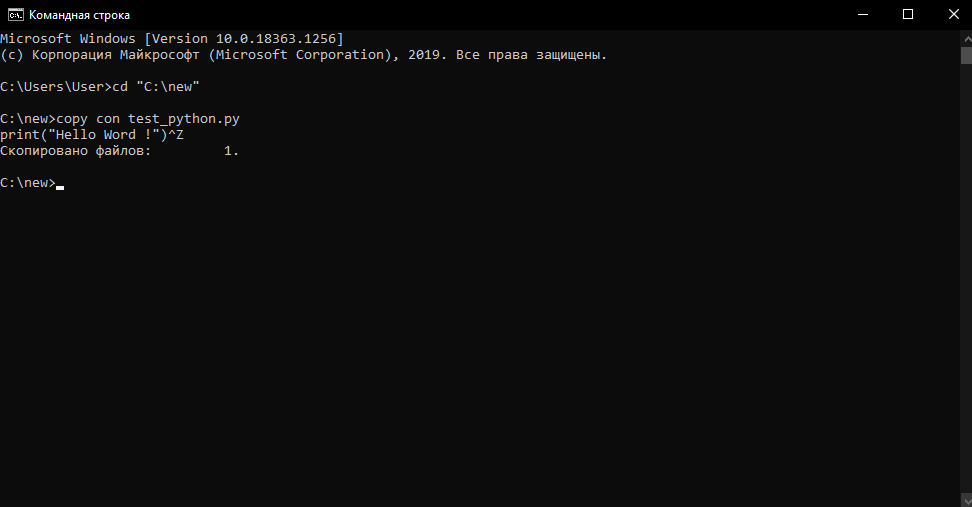 Командная строка
Microsoft Windows [Version 10.0.18363.1256]
(c) Корпорация Майкрософт (Microsoft Corporation), 2019. Все права защищены.
C:\Users\User>cd "C:\new"
C:\new>copy con test_python.py
print("Hello Word !")^Z
Скопировано файлов:         1.
C:\new>